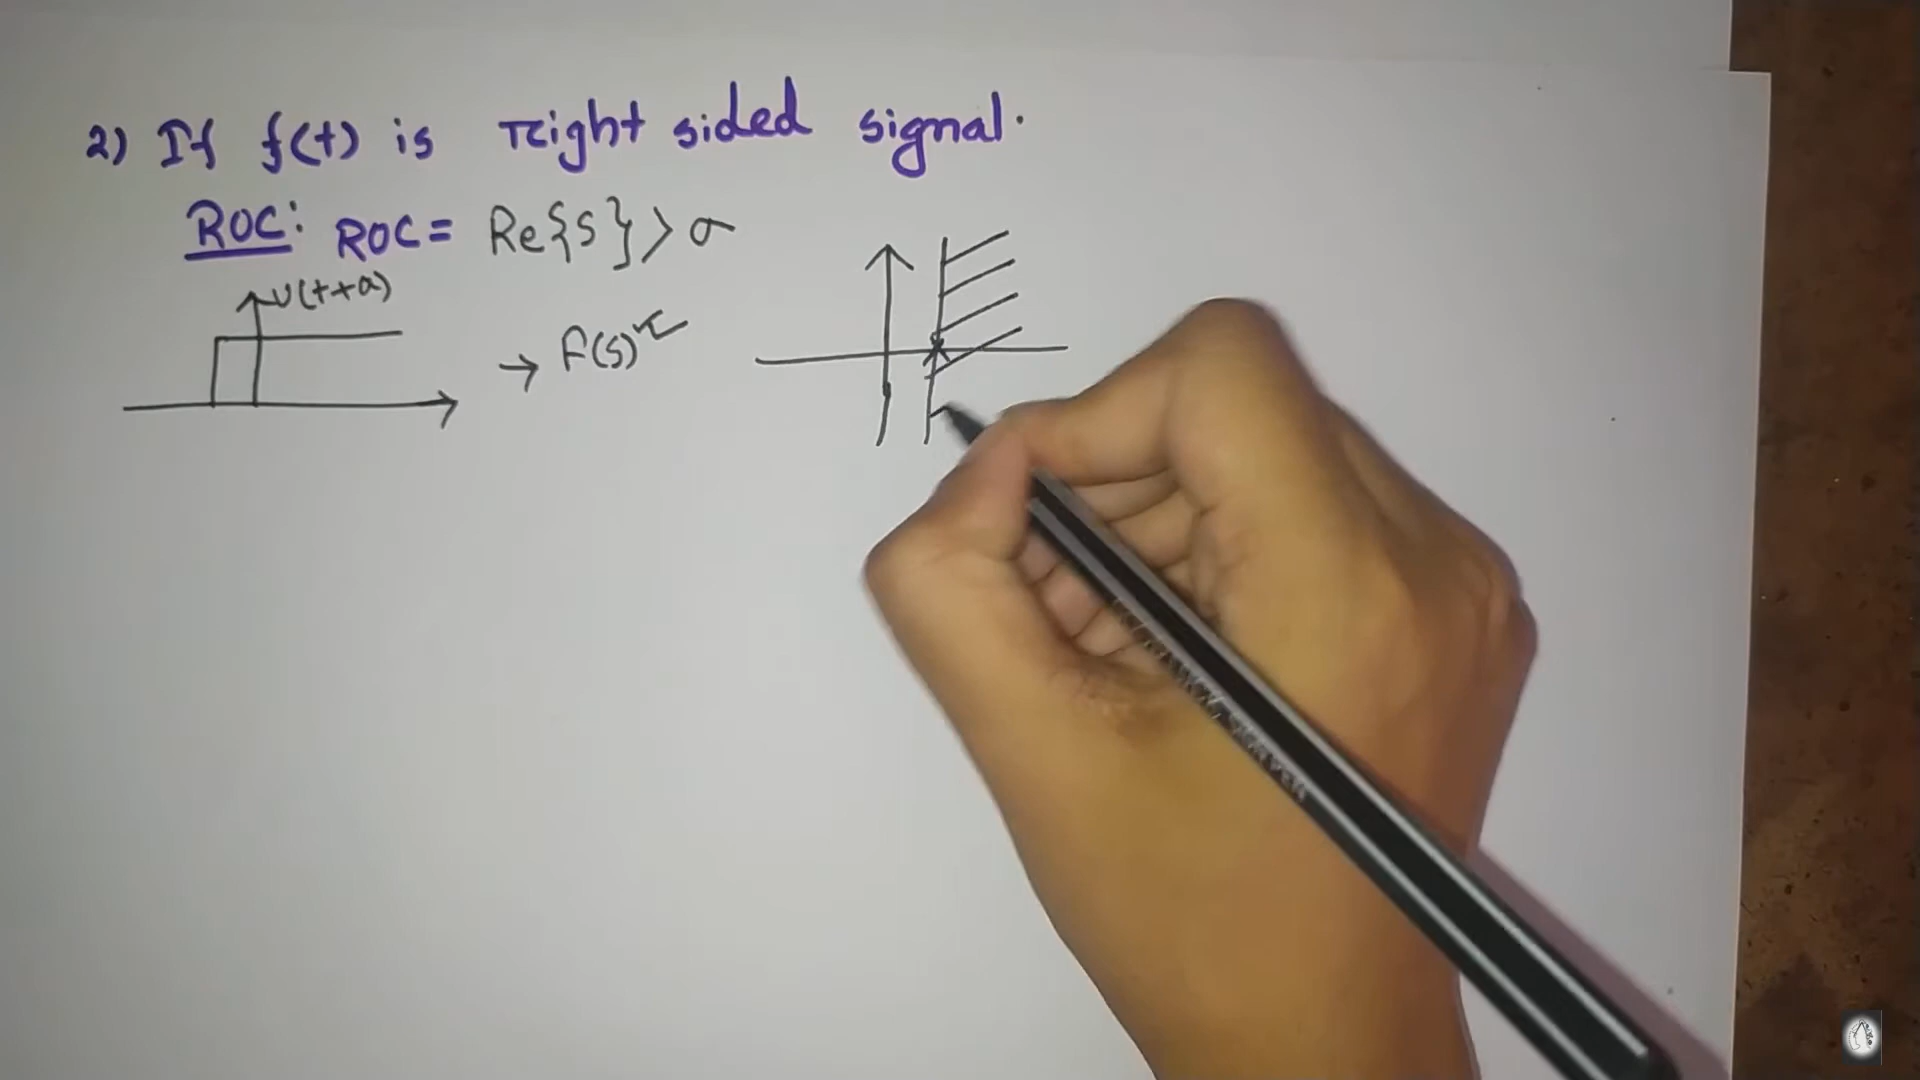 2) If f(t) is right sided signal.
ROC: ROC = Re{s} > σ
u(t+a)
→ F(s)